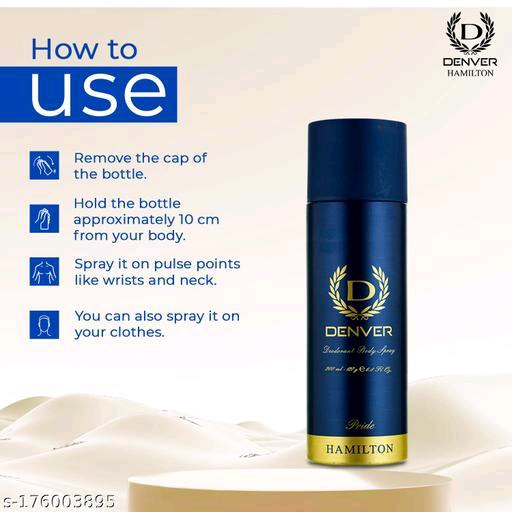 How to
use
DENVER
HAMILTON
Remove the cap of
the bottle.
Hold the bottle
approximately 10 cm
from your body.
Spray it on pulse points
like wrists and neck.
You can also spray it on
your clothes.
D
DENVER
Deodorant Body Spray
Pride
HAMILTON
s-176003895